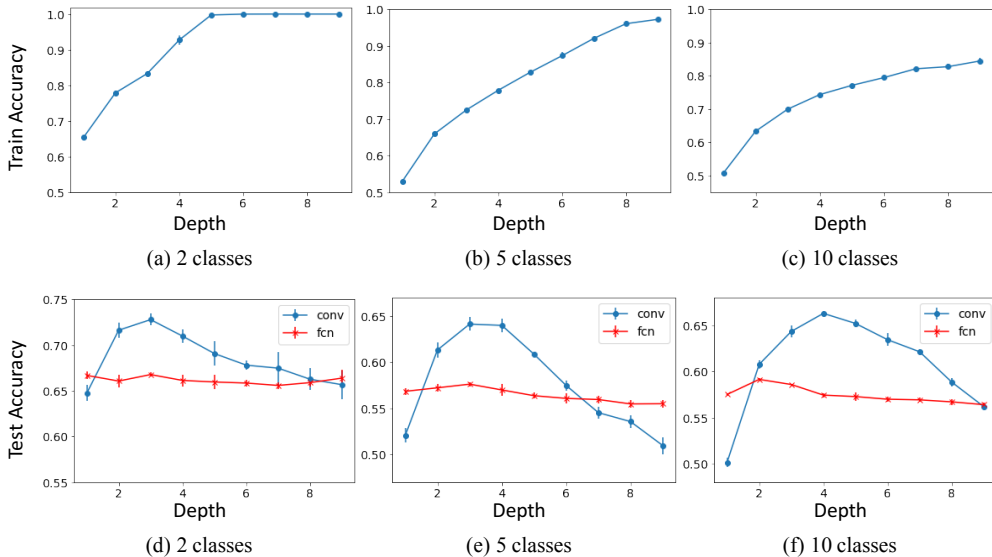 1.0
0.9
0.8
0.7
0.6
0.5
Train Accuracy
2
4
6
8
Depth
(a) 2 classes
1.0
0.9
0.8
0.7
0.6
0.5
2
4
6
8
Depth
(b) 5 classes
1.0
0.9
0.8
0.7
0.6
0.5
2
4
6
8
Depth
(c) 10 classes
0.75
0.70
0.65
0.60
0.55
Test Accuracy
conv
fcn
2
4
6
8
Depth
(d) 2 classes
0.65
0.60
0.55
0.50
conv
fcn
2
4
6
8
Depth
(e) 5 classes
0.65
0.60
0.55
0.50
conv
fcn
2
4
6
8
Depth
(f) 10 classes